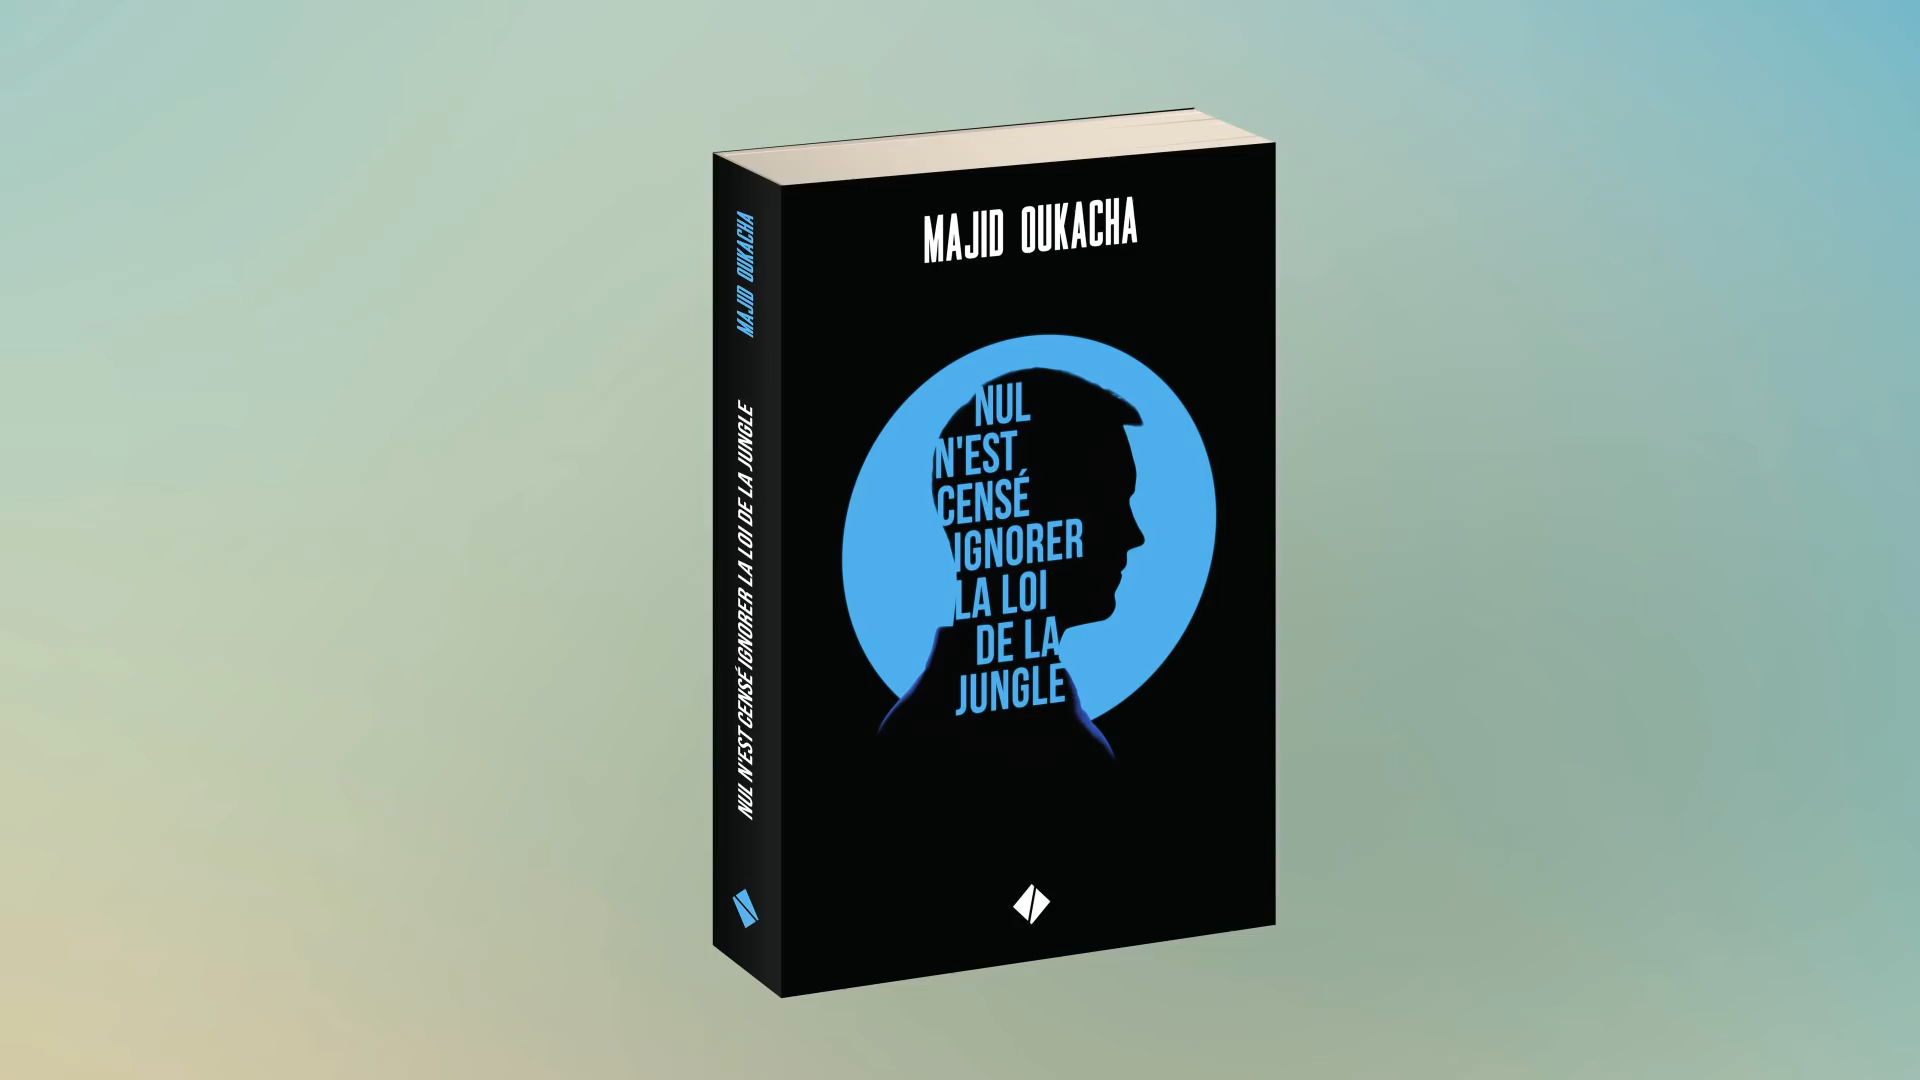 MAJID OUKACHA
NUL N'EST CENSÉ IGNORER LA LOI DE LA JUNGLE
MAJID OUKACHA
NUL
N'EST
CENSÉ
IGNORER
LA LOI
DE LA
JUNGLE